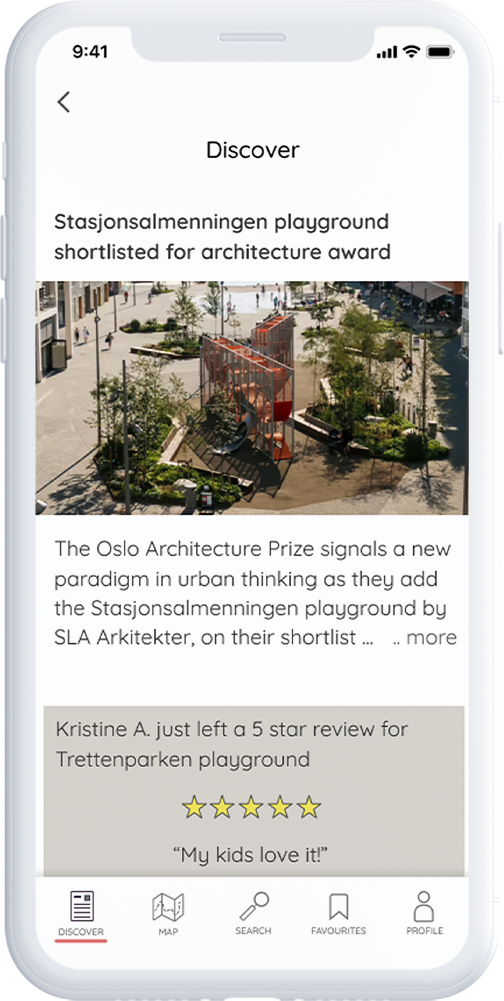 9:41
Discover
Stasjonsalmenningen playground
shortlisted for architecture award
The Oslo Architecture Prize signals a new
paradigm in urban thinking as they add
the Stasjonsalmenningen playground by
SLA Arkitekter, on their shortlist ... .. more
Kristine A. just left a 5 star review for
Trettenparken playground
“My kids love it!”
DISCOVER MAP SEARCH FAVOURITES PROFILE